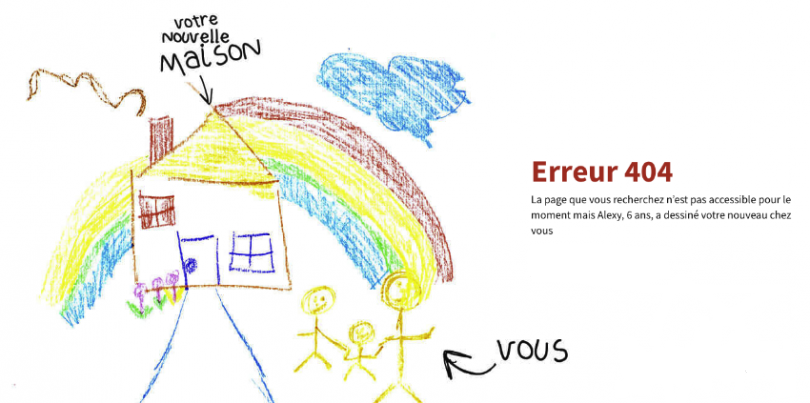 votre
nouvelle
maison
Erreur 404
La page que vous recherchez n'est pas accessible pour le
moment mais Alexy, 6 ans, a dessiné votre nouveau chez
vous
vous